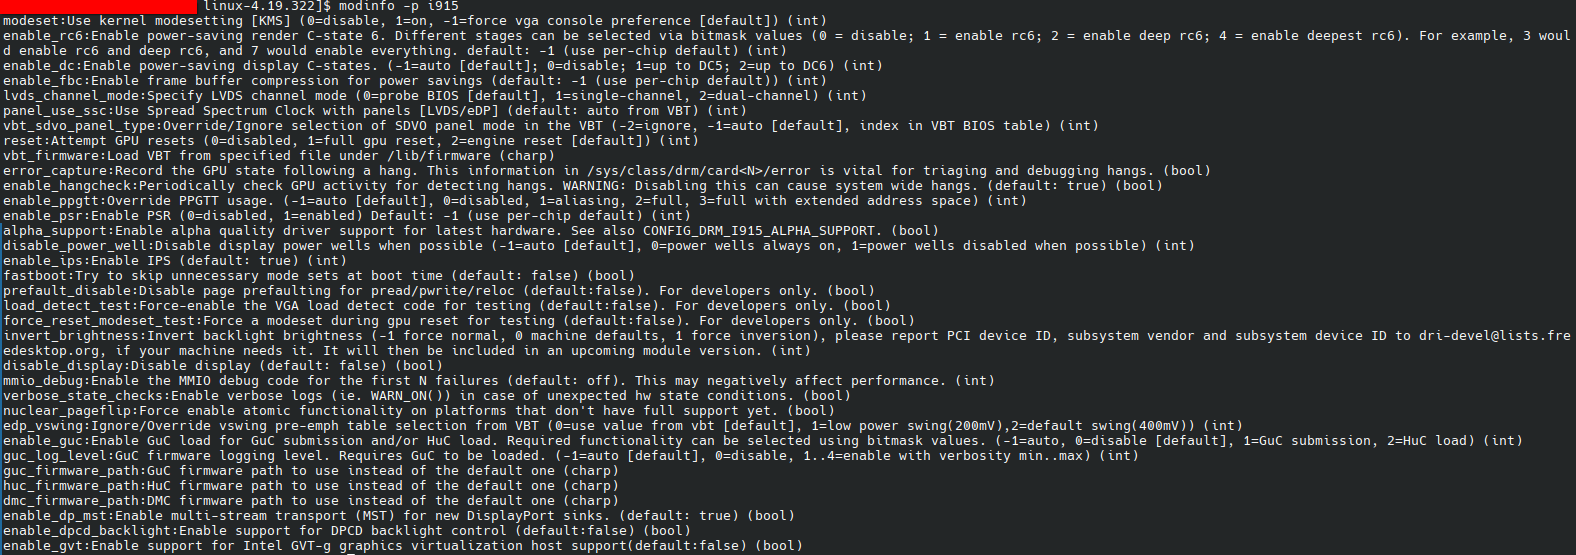 linux-4.19.322]$ modinfo -p i915
modeset:Use kernel modesetting [KMS] (0=disable, 1=on, -1=force vga console preference [default]) (int)
enable_rc6:Enable power-saving render C-state 6. Different stages can be selected via bitmask values (0 = disable; 1 = enable rc6; 2 = enable deep rc6; 4 = enable deepest rc6). For example, 3 woul
d enable rc6 and deep rc6, and 7 would enable everything. default: -1 (use per-chip default) (int)
enable_dc:Enable power-saving display C-states. (-1=auto [default]; 0=disable; 1=up to DC5; 2=up to DC6) (int)
enable_fbc:Enable frame buffer compression for power savings (default: -1 (use per-chip default)) (int)
lvds_channel_mode:Specify LVDS channel mode (0=probe BIOS [default], 1=single-channel, 2=dual-channel) (int)
panel_use_ssc:Use Spread Spectrum Clock with panels [LVDS/eDP] (default: auto from VBT) (int)
vbt_sdvo_panel_type:Override/Ignore selection of SDVO panel mode in the VBT (-2=ignore, -1=auto [default], index in VBT BIOS table) (int)
reset:Attempt GPU resets (0=disabled, 1=full gpu reset, 2=engine reset [default]) (int)
vbt_firmware:Load VBT from specified file under /lib/firmware (charp)
error_capture:Record the GPU state following a hang. This information in /sys/class/drm/card<N>/error is vital for triaging and debugging hangs. (bool)
enable_hangcheck:Periodically check GPU activity for detecting hangs. WARNING: Disabling this can cause system wide hangs. (default: true) (bool)
enable_ppgtt:Override PPGTT usage. (-1=auto [default], 0=disabled, 1=aliasing, 2=full, 3=full with extended address space) (int)
enable_psr:Enable PSR (0=disabled, 1=enabled) Default: -1 (use per-chip default) (int)
alpha_support:Enable alpha quality driver support for latest hardware. See also CONFIG_DRM_I915_ALPHA_SUPPORT. (bool)
disable_power_well:Disable display power wells when possible (-1=auto [default], 0=power wells always on, 1=power wells disabled when possible) (int)
enable_ips:Enable IPS (default: true) (int)
fastboot:Try to skip unnecessary mode sets at boot time (default: false) (bool)
prefault_disable:Disable page prefaulting for pread/pwrite/reloc (default:false). For developers only. (bool)
load_detect_test:Force-enable the VGA load detect code for testing (default:false). For developers only. (bool)
force_reset_modeset_test:Force a modeset during gpu reset for testing (default:false). For developers only. (bool)
invert_brightness:Invert backlight brightness (-1 force normal, 0 machine defaults, 1 force inversion), please report PCI device ID, subsystem vendor and subsystem device ID to dri-devel@lists.fre
edesktop.org, if your machine needs it. It will then be included in an upcoming module version. (int)
disable_display:Disable display (default: false) (bool)
mmio_debug:Enable the MMIO debug code for the first N failures (default: off). This may negatively affect performance. (int)
verbose_state_checks:Enable verbose logs (ie. WARN_ON()) in case of unexpected hw state conditions. (bool)
nuclear_pageflip:Force enable atomic functionality on platforms that don't have full support yet. (bool)
edp_vswing:Ignore/Override vswing pre-emph table selection from VBT (0=use value from vbt [default], 1=low power swing(200mV),2=default swing(400mV)) (int)
enable_guc:Enable GuC load for GuC submission and/or HuC load. Required functionality can be selected using bitmask values. (-1=auto, 0=disable [default], 1=GuC submission, 2=HuC load) (int)
guc_log_level:GuC firmware logging level. Requires GuC to be loaded. (-1=auto [default], 0=disable, 1..4=enable with verbosity min..max) (int)
guc_firmware_path:GuC firmware path to use instead of the default one (charp)
huc_firmware_path:HuC firmware path to use instead of the default one (charp)
dmc_firmware_path:DMC firmware path to use instead of the default one (charp)
enable_dp_mst:Enable multi-stream transport (MST) for new DisplayPort sinks. (default: true) (bool)
enable_dpcd_backlight:Enable support for DPCD backlight control (default:false) (bool)
enable_gvt:Enable support for Intel GVT-g graphics virtualization host support(default:false) (bool)